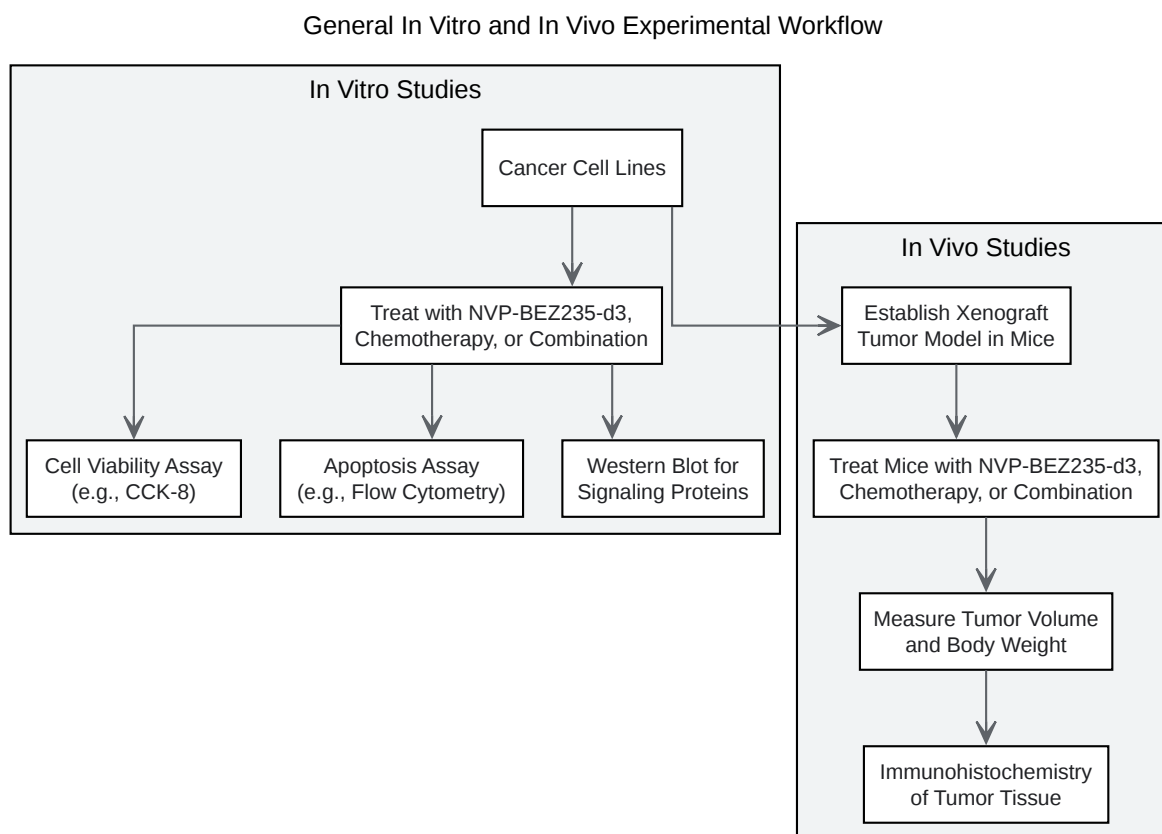 General In Vitro and In Vivo Experimental Workflow
In Vitro Studies
Cancer Cell Lines
Treat with NVP-BEZ235-d3,
Chemotherapy, or Combination
Cell Viability Assay
(e.g., CCK-8)
Apoptosis Assay
(e.g., Flow Cytometry)
Western Blot for
Signaling Proteins
In Vivo Studies
Establish Xenograft
Tumor Model in Mice
Treat Mice with NVP-BEZ235-d3,
Chemotherapy, or Combination
Measure Tumor Volume
and Body Weight
Immunohistochemistry
of Tumor Tissue